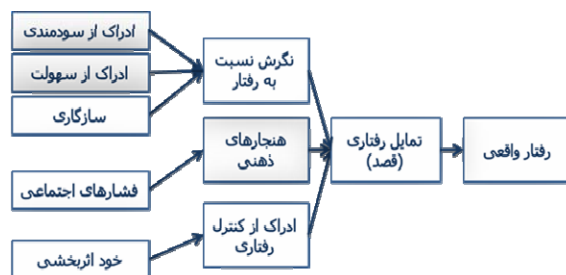 ادراک از سودمندی
ادراک از سهولت
سازگاری
فشارهای اجتماعی
خود اثربخشی
نگرش نسبت
به رفتار
هنجارهای
ذهنی
ادراک از کنترل
رفتاری
تمایل رفتاری
(قصد)
رفتار واقعی